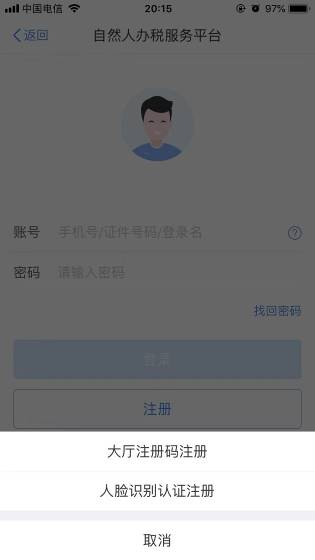 中国电信 20:15 97%
返回 自然人办税服务平台
账号 手机号/证件号码/登录名
密码 请输入密码
找回密码
登录
注册
大厅注册码注册
人脸识别认证注册
取消